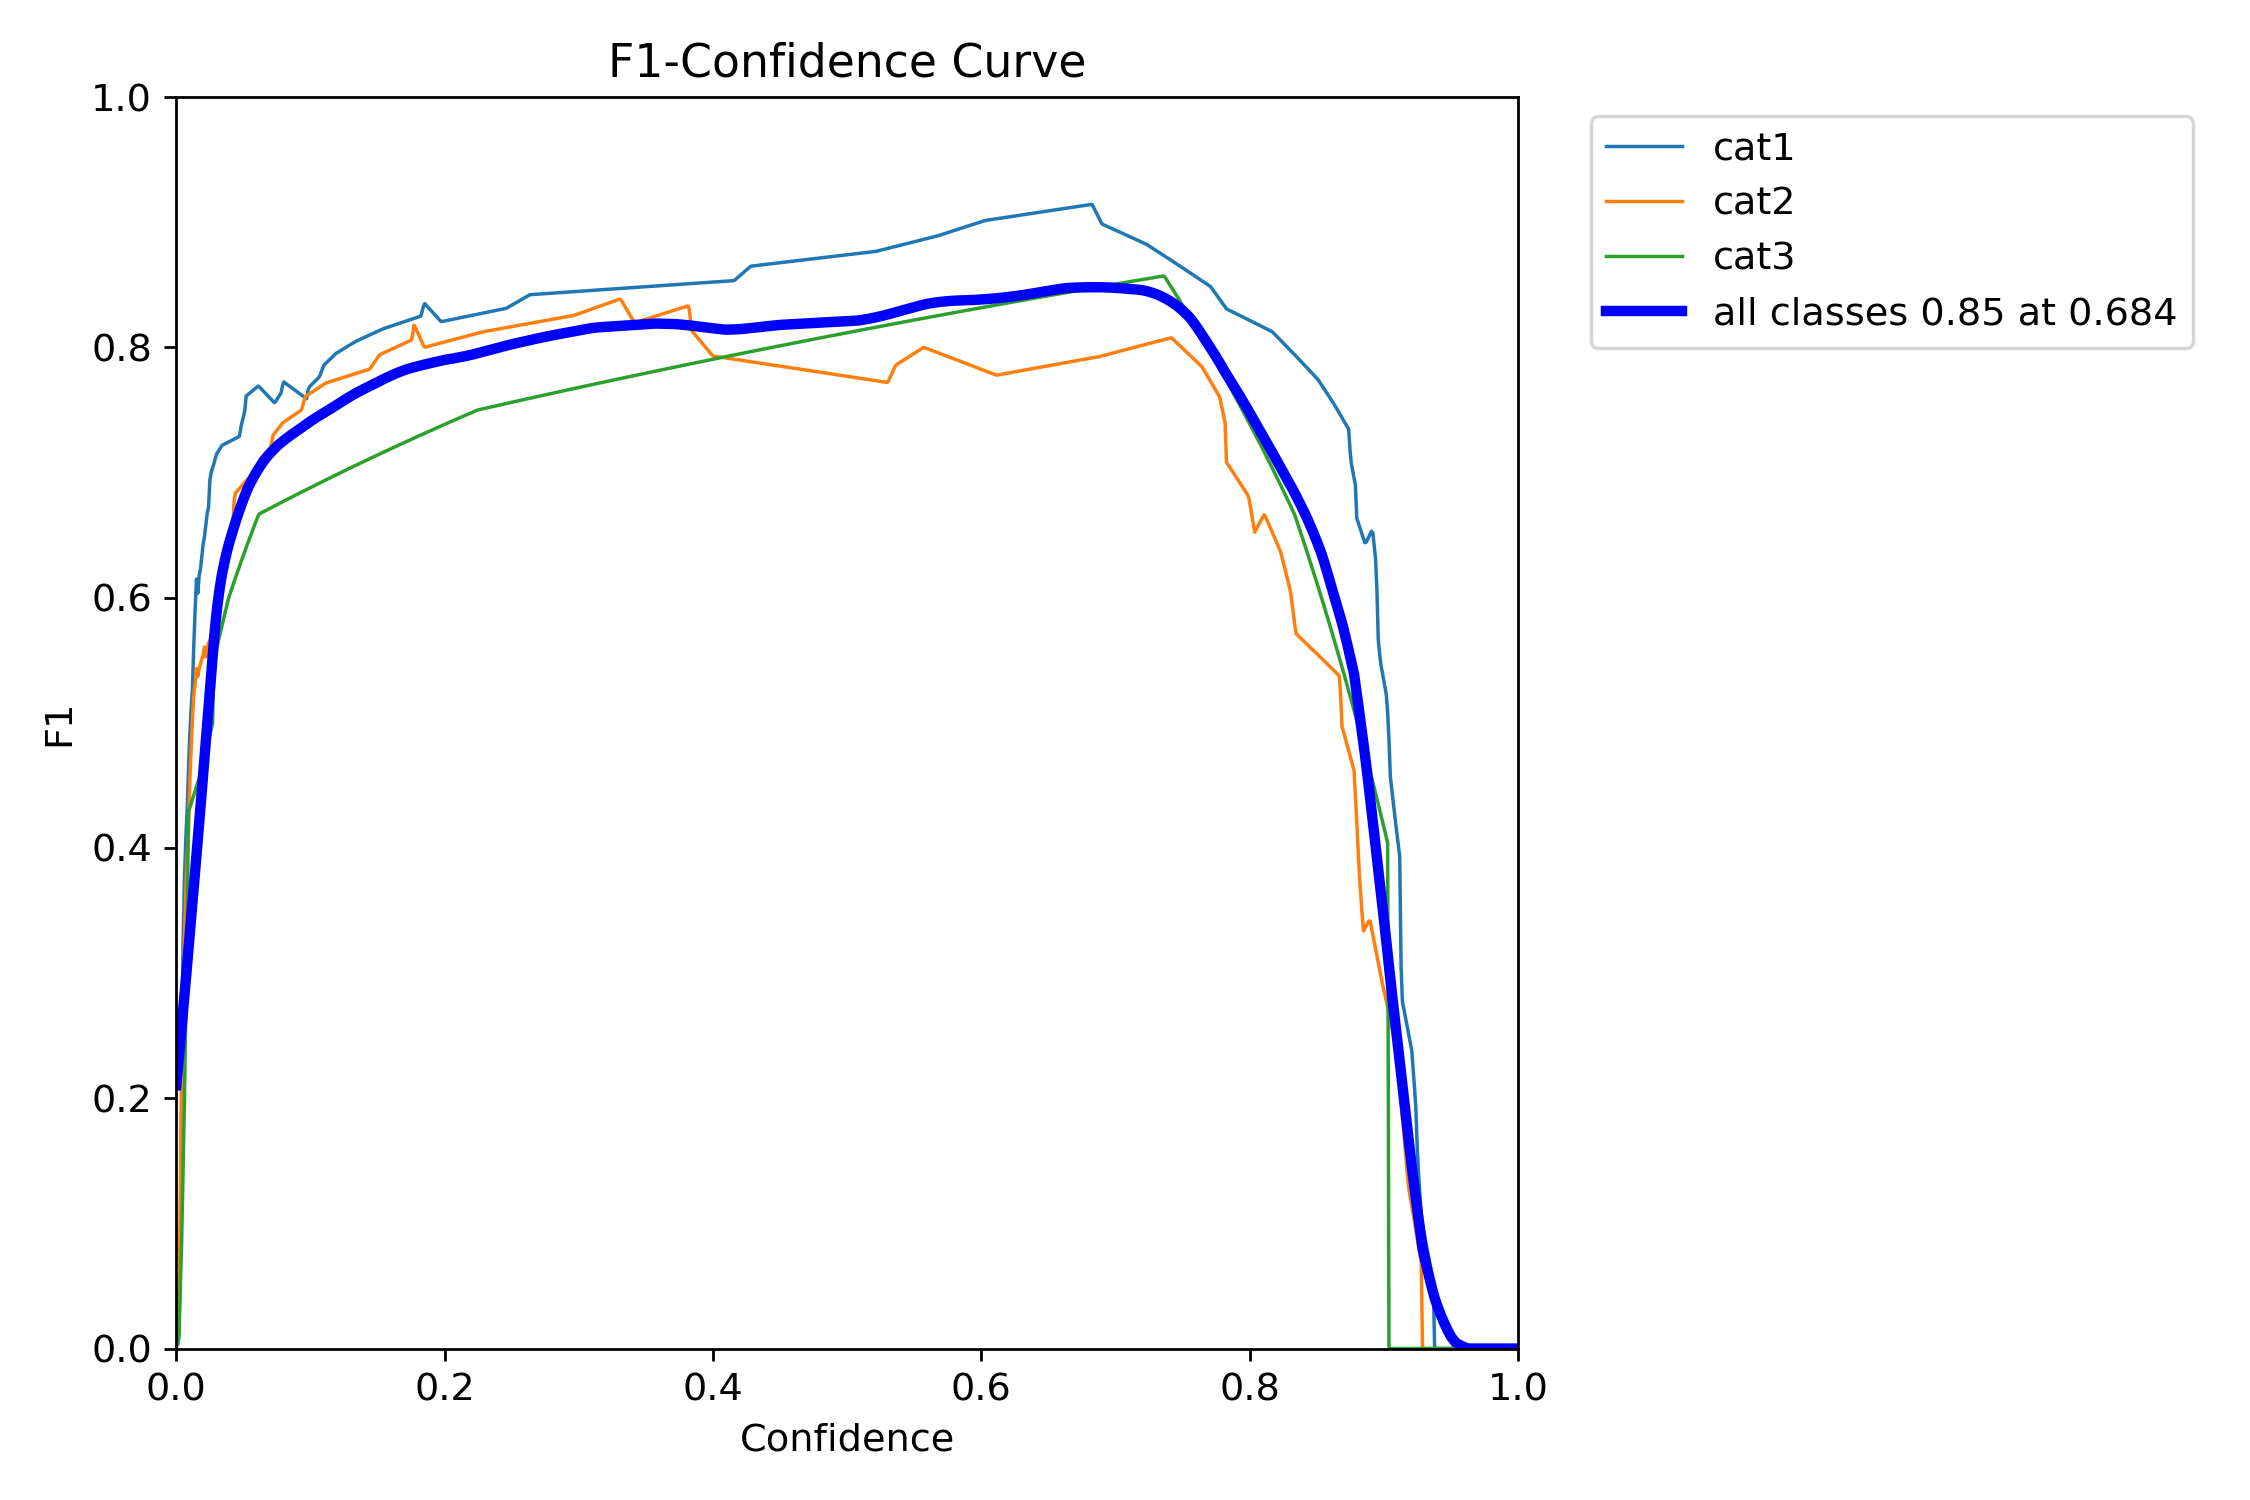 F1-Confidence Curve
1.0
0.8
0.6
0.4
0.2
0.0
F1
0.0 0.2 0.4 0.6 0.8 1.0
Confidence
cat1
cat2
cat3
all classes 0.85 at 0.684